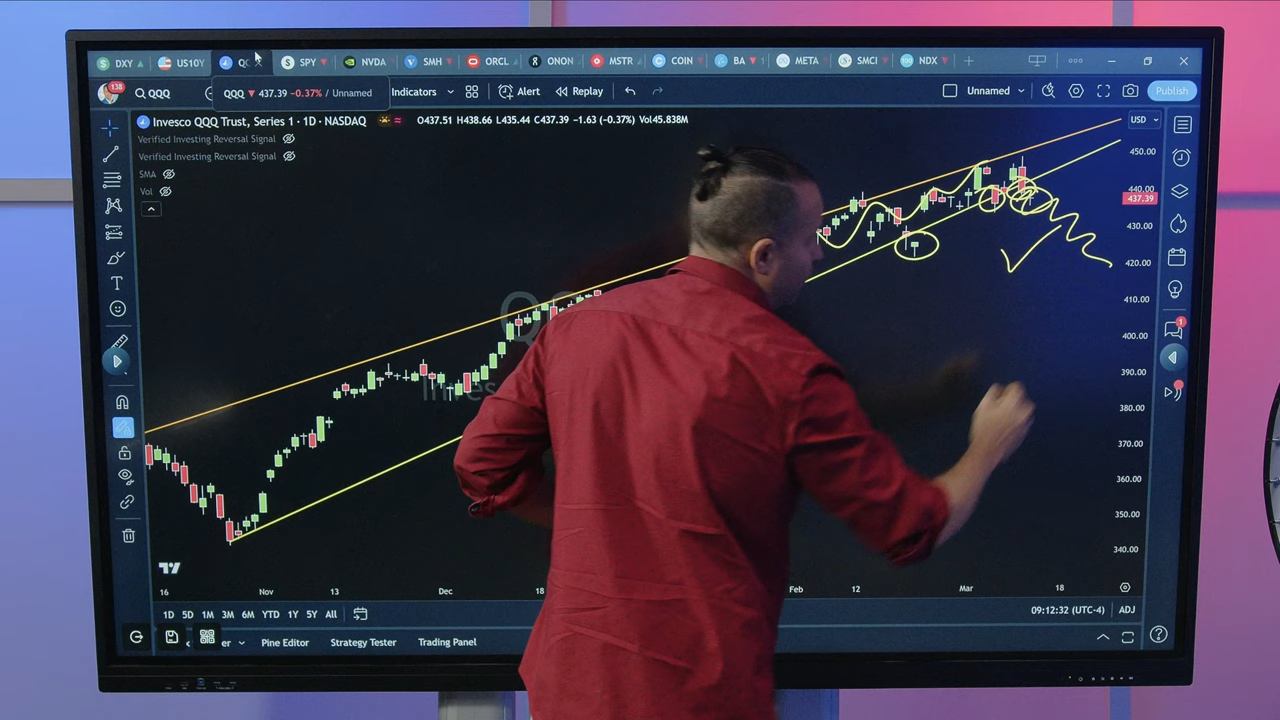 DXY US10Y Q SPY NVDA SMH ORCL ONON MSTR COIN BA 1 META SMCI NDX
138 QQQ QQQ 437.39 -0.37% / Unnamed Indicators Alert Replay Unnamed Publish
Invesco QQQ Trust, Series 1 · 1D · NASDAQ O437.51 H438.66 L435.44 C437.39 -1.63 (-0.37%) Vol45.838M USD
Verified Investing Reversal Signal
Verified Investing Reversal Signal
SMA
Vol
450.00
440.00
437.39
430.00
420.00
410.00
400.00
390.00
380.00
370.00
360.00
350.00
340.00
1
16 Nov 13 Dec 18 Feb 12 Mar 18
1D 5D 1M 3M 6M YTD 1Y 5Y All 09:12:32 (UTC-4) ADJ
er Pine Editor Strategy Tester Trading Panel